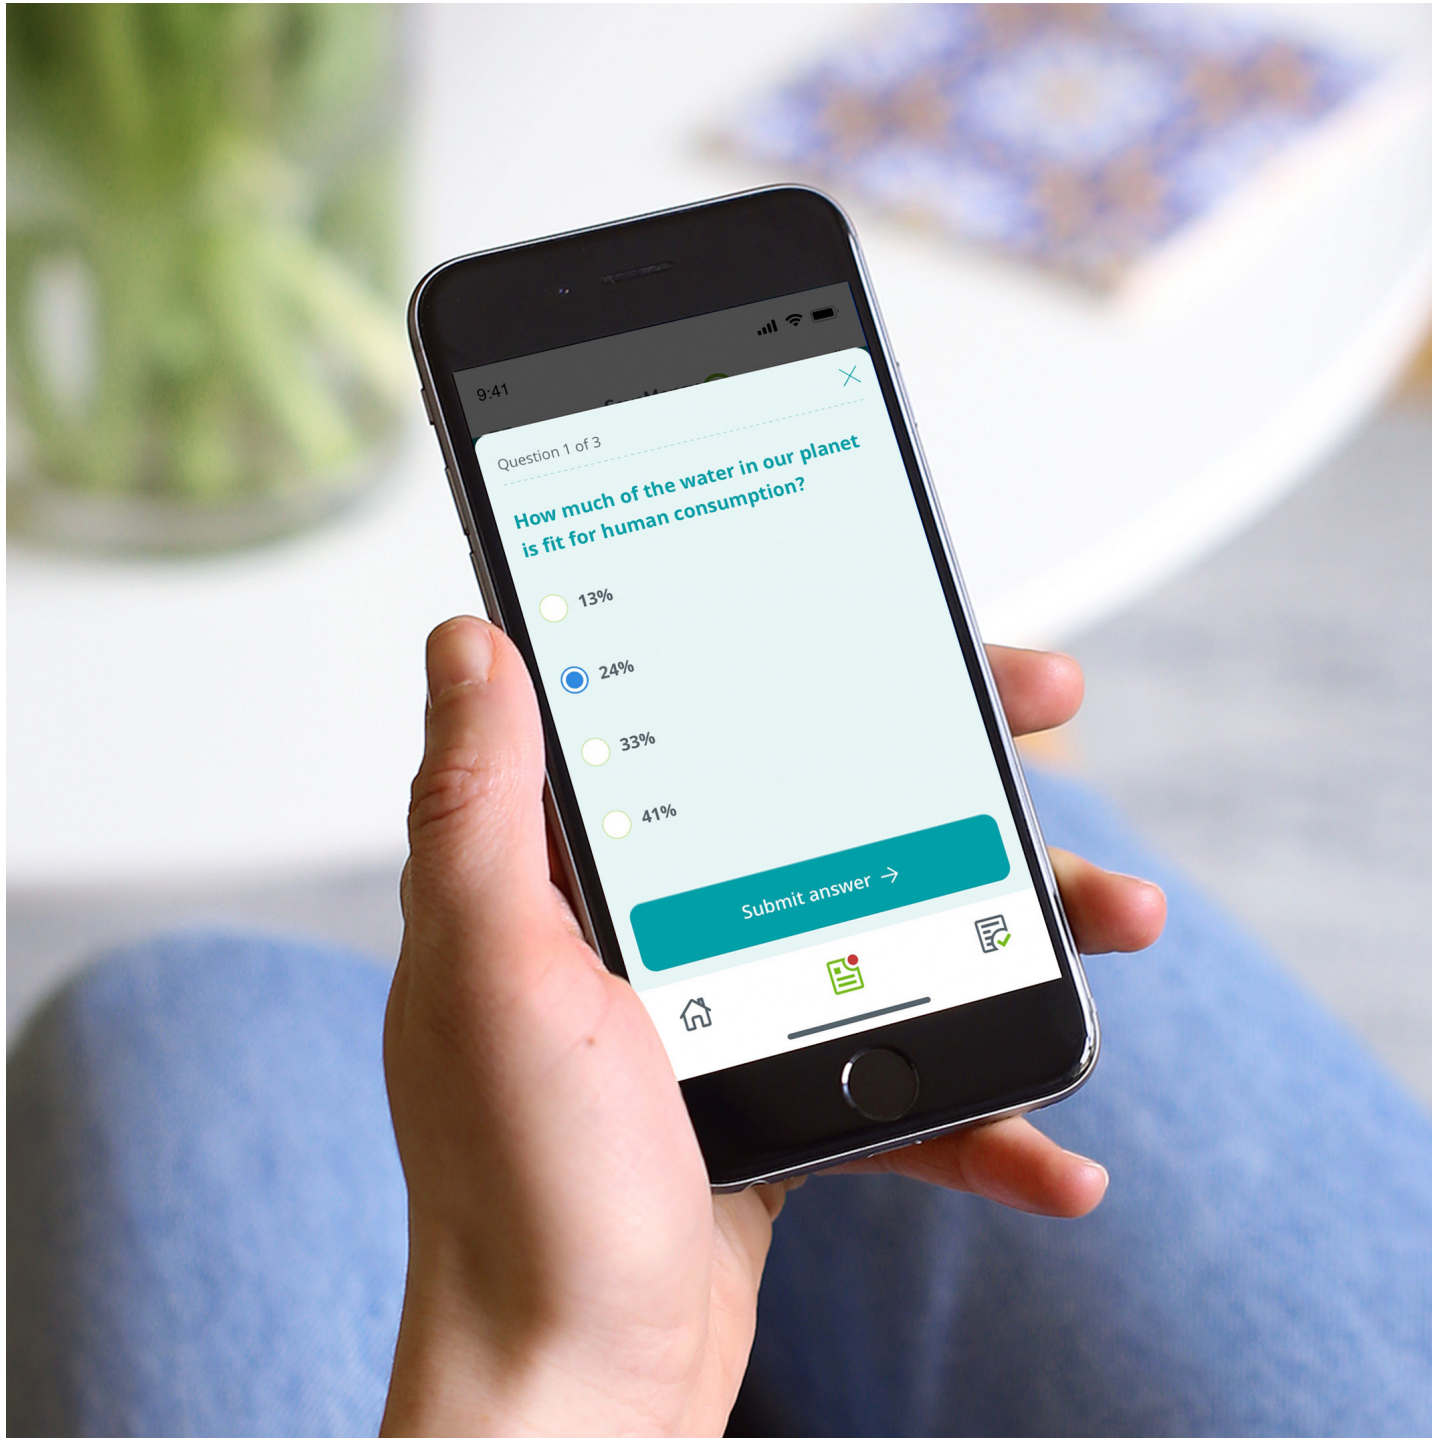 9:41
Question 1 of 3
How much of the water in our planet
is fit for human consumption?
13%
24%
33%
41%
Submit answer →